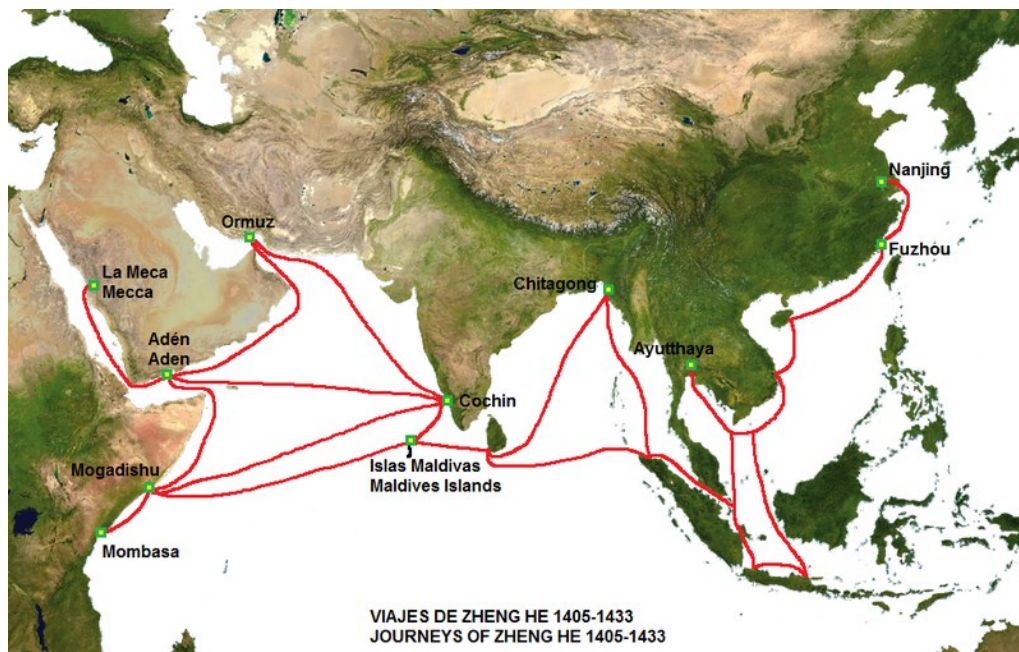 Nanjing
Ormuz
Fuzhóu
La Meca
Mecca
Chitagong
Adén
Aden
Ayutthaya
Cochin
Islas Maldivas
Maldives Islands
Mogadishu
Mombasa
VIAJES DE ZHENG HE 1405-1433
JOURNEYS OF ZHENG HE 1405-1433